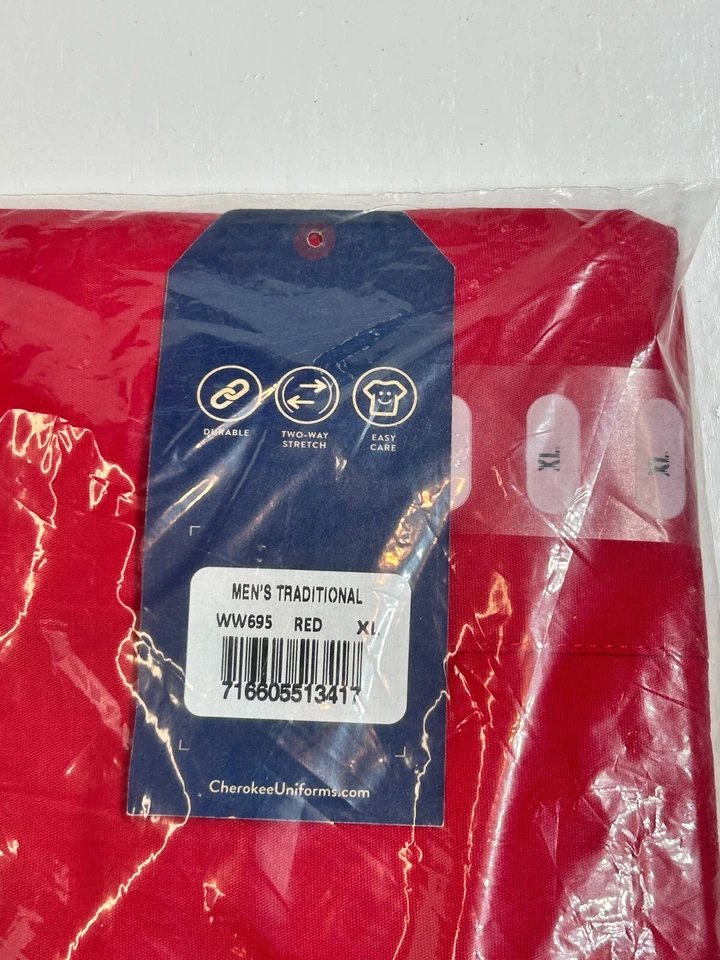 DURABLE
TWO-WAY
STRETCH
EASY
CARE
XL
XL
MEN'S TRADITIONAL
WW695 RED XL
716605513417
CherokeeUniforms.com